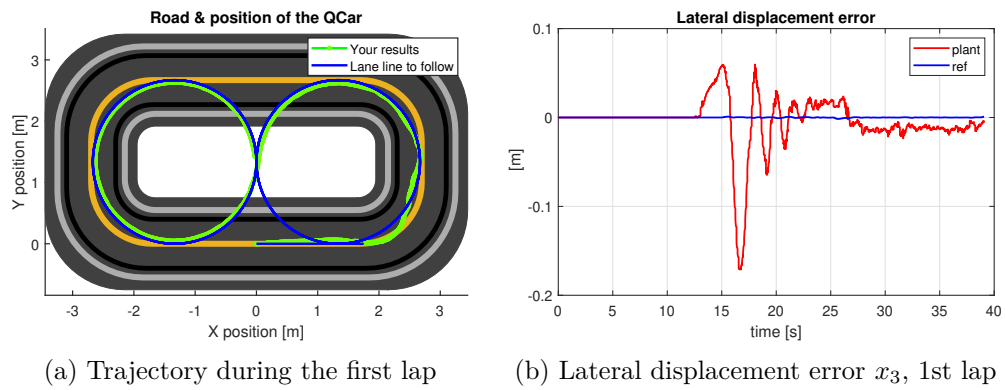 Road & position of the QCar
Your results
Lane line to follow
Y position [m]
3
2
1
0
-3
-2
-1
0
1
2
3
X position [m]
(a) Trajectory during the first lap
Lateral displacement error
plant
ref
[m]
0.1
0
-0.1
-0.2
0
5
10
15
20
25
30
35
40
time [s]
(b) Lateral displacement error x₃, 1st lap